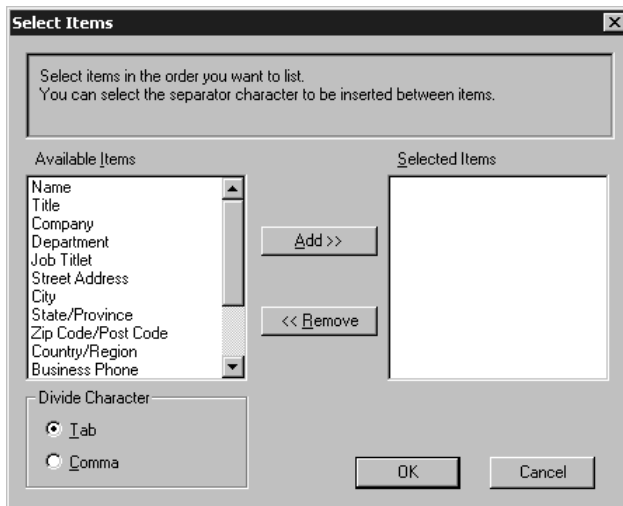 Select Items
Select items in the order you want to list.
You can select the separator character to be inserted between items.
Available Items
Selected Items
Name
Title
Company
Department
Job Titlet
Street Address
City
State/Province
Zip Code/Post Code
Country/Region
Business Phone
Add >>
<< Remove
Divide Character
Tab
Comma
OK
Cancel